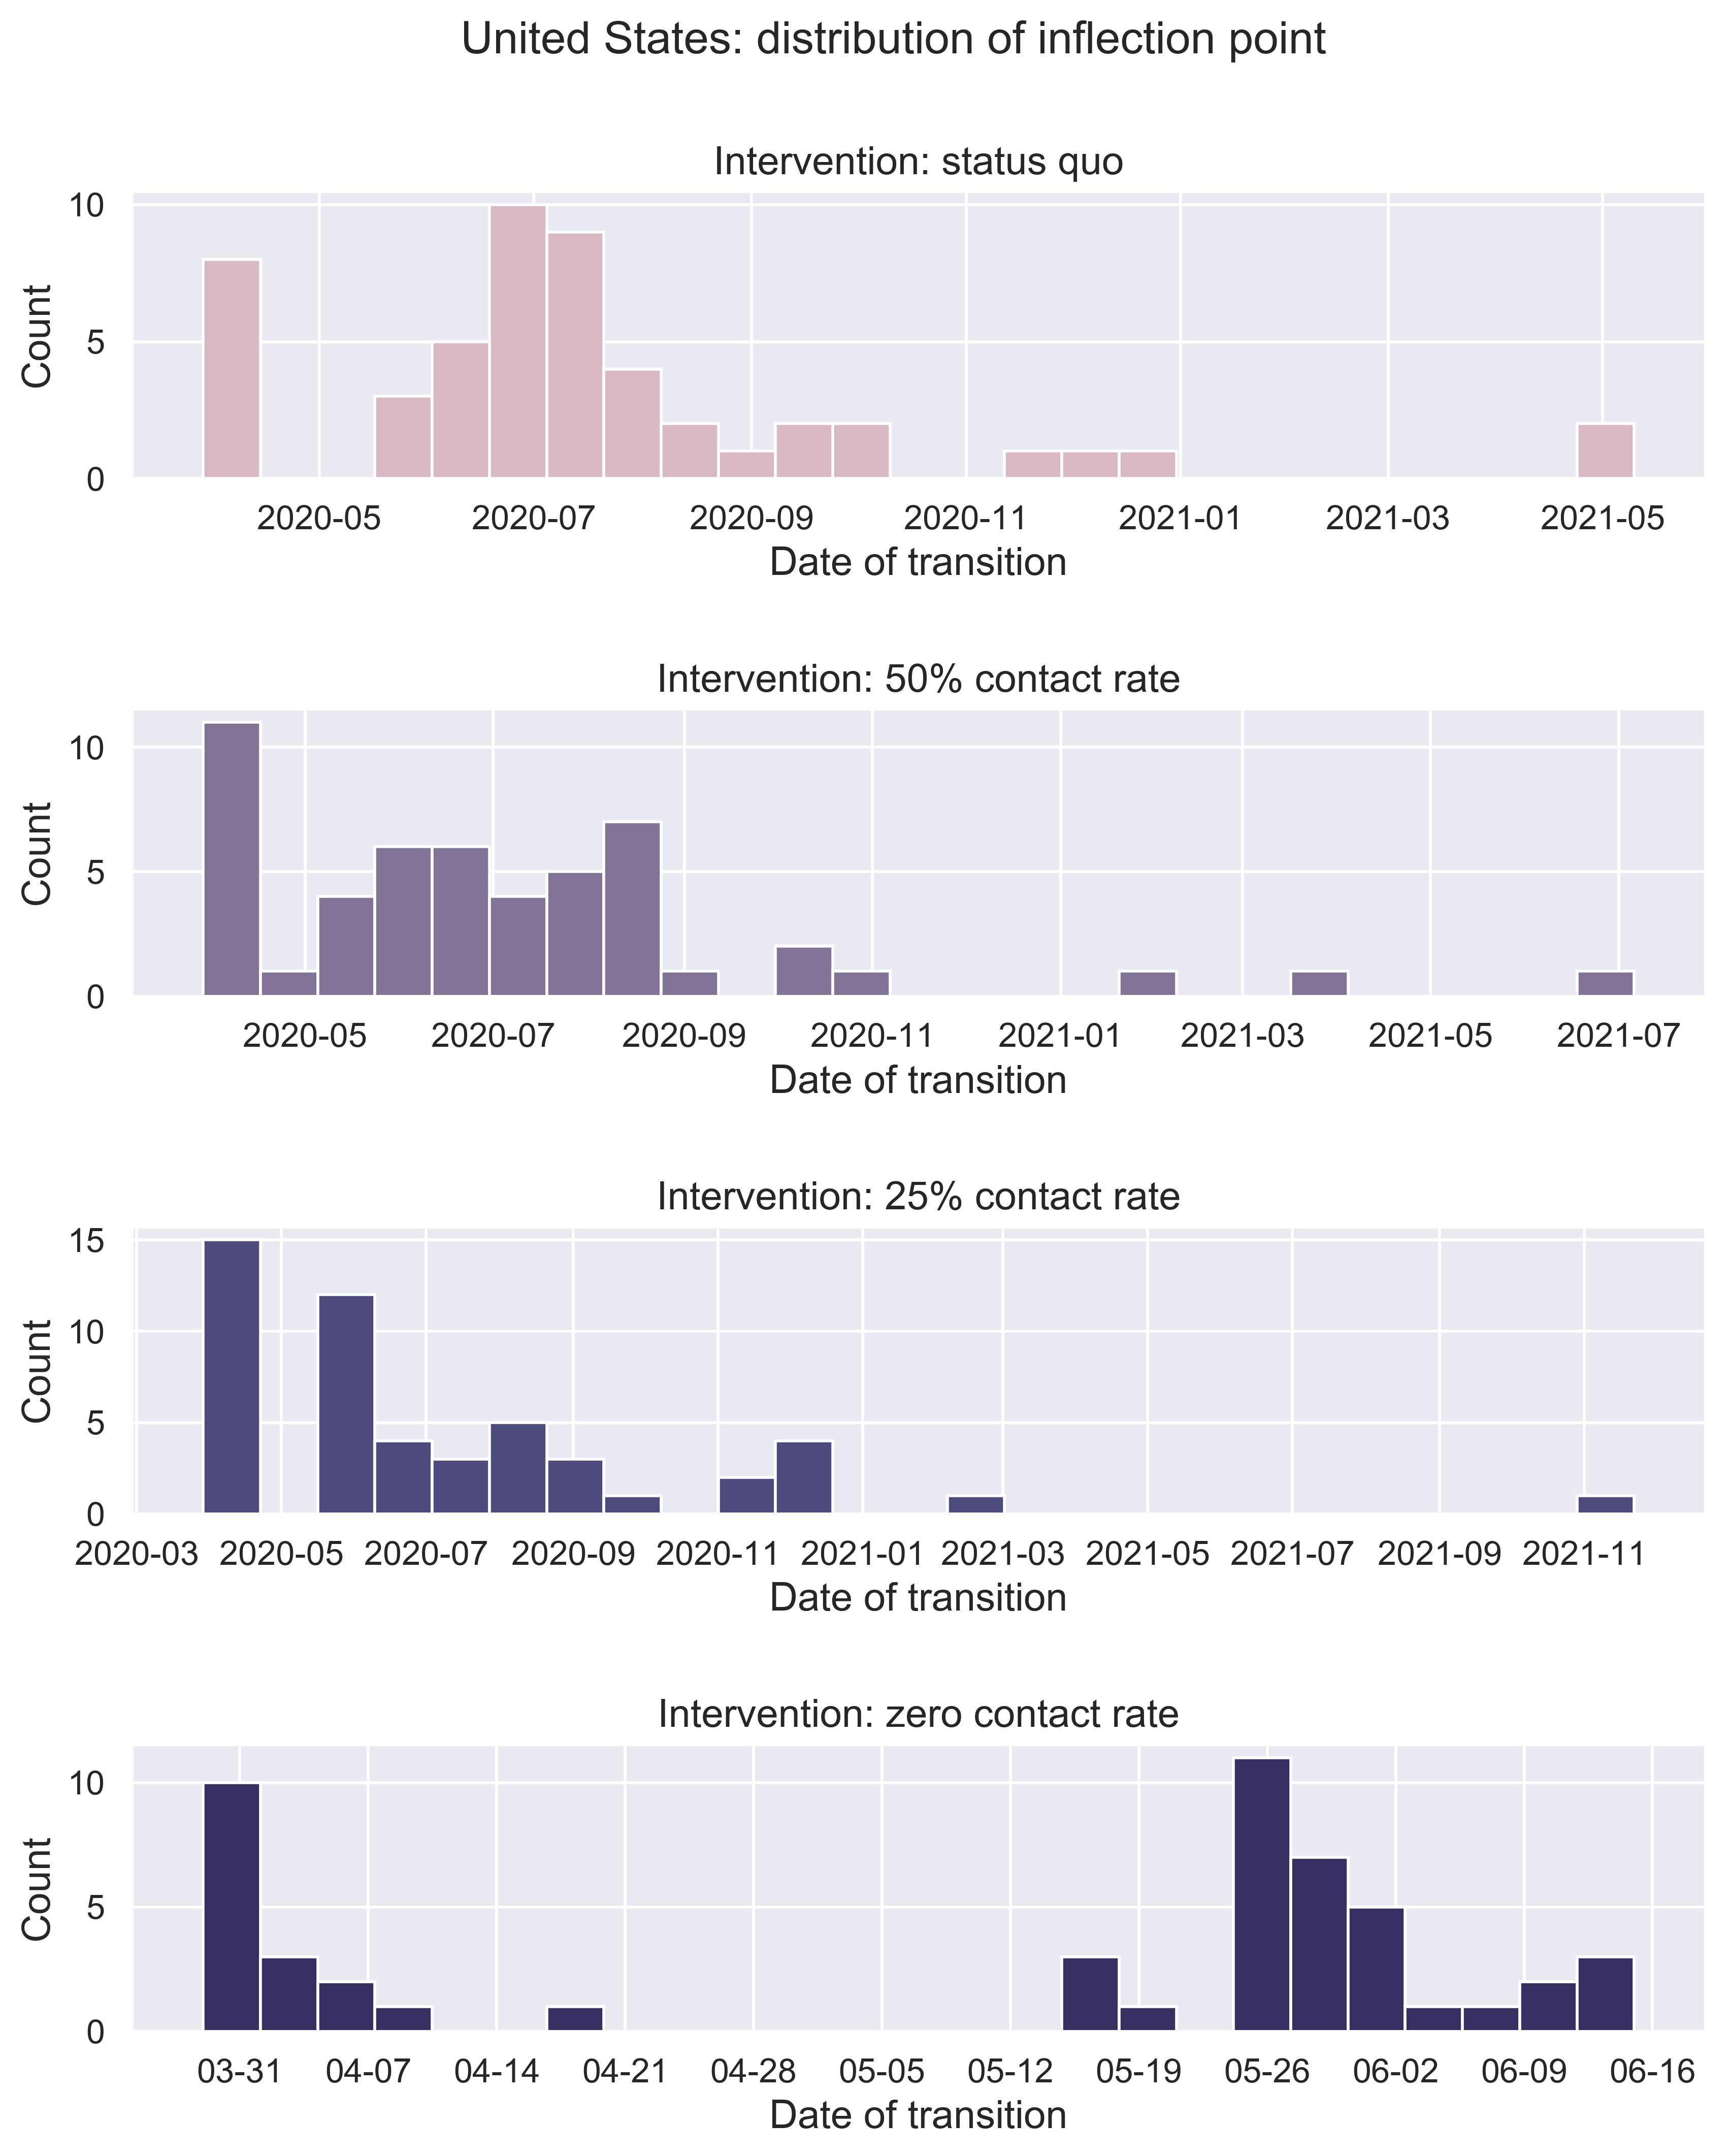 United States: distribution of inflection point
Intervention: status quo
10
5
0
Count
2020-05 2020-07 2020-09 2020-11 2021-01 2021-03 2021-05
Date of transition
Intervention: 50% contact rate
10
5
0
Count
2020-05 2020-07 2020-09 2020-11 2021-01 2021-03 2021-05 2021-07
Date of transition
Intervention: 25% contact rate
15
10
5
0
Count
2020-03 2020-05 2020-07 2020-09 2020-11 2021-01 2021-03 2021-05 2021-07 2021-09 2021-11
Date of transition
Intervention: zero contact rate
10
5
0
Count
03-31 04-07 04-14 04-21 04-28 05-05 05-12 05-19 05-26 06-02 06-09 06-16
Date of transition